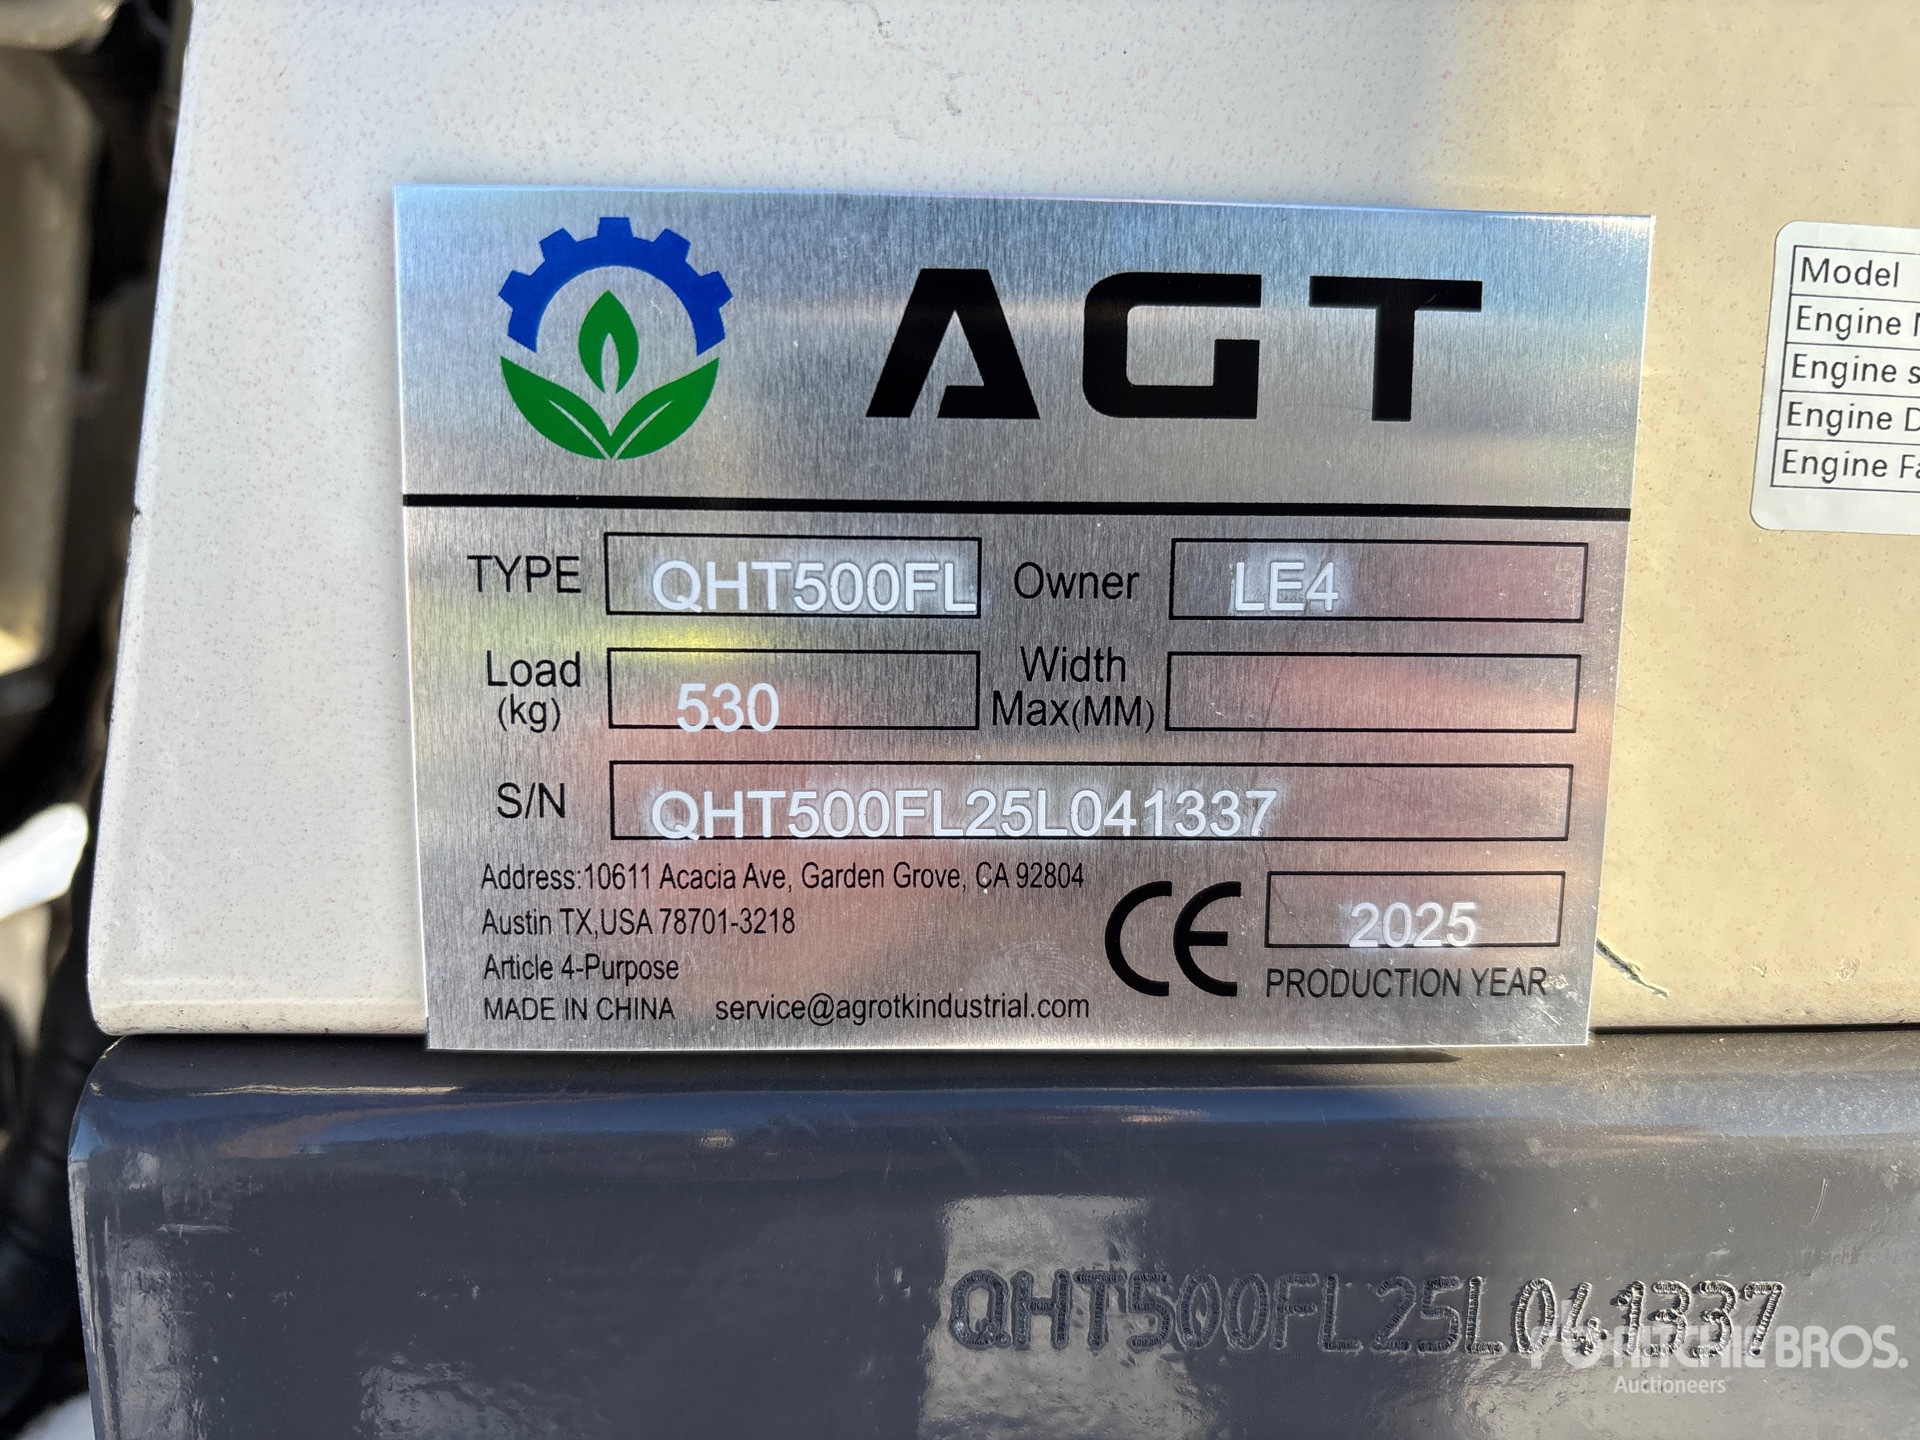 AGT
TYPE QHT500FL Owner LE4
Load (kg) 530 Width Max(MM)
S/N QHT500FL25L041337
Address:10611 Acacia Ave, Garden Grove, CA 92804
Austin TX,USA 78701-3218
Article 4-Purpose
MADE IN CHINA service@agrotkindustrial.com
CE 2025
PRODUCTION YEAR
Model
Engine
Engine
Engine
Engine
QHT500FL25L041337
RITCHIE BROS.
Auctioneers